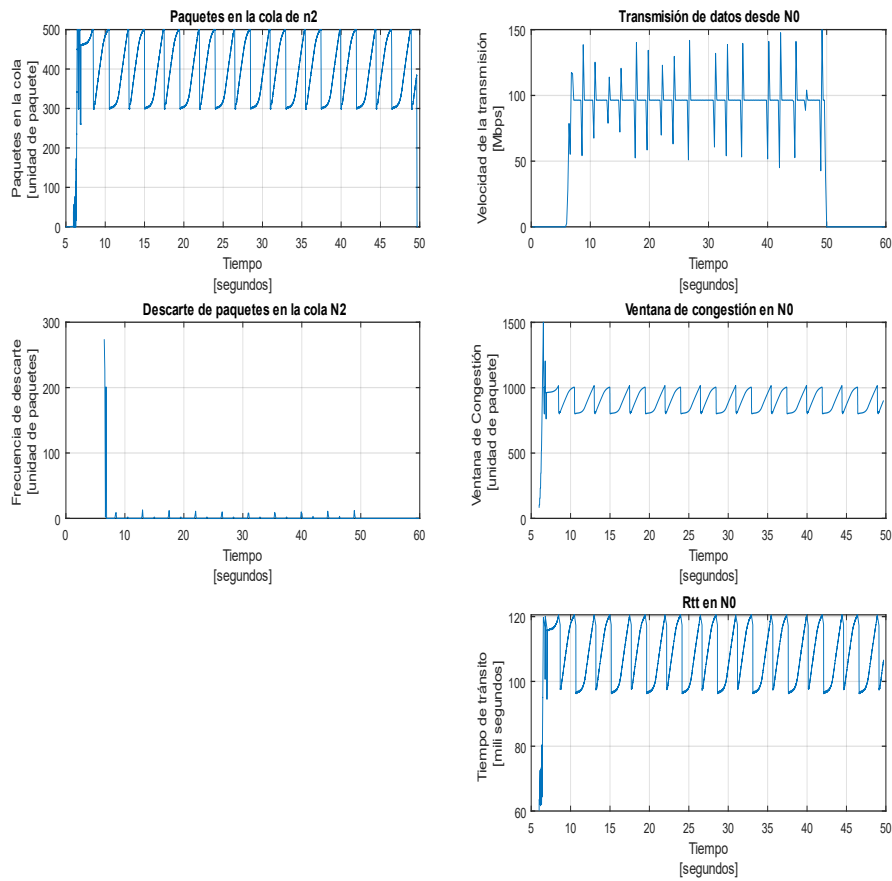 Paquetes en la cola de n2
Paquetes en la cola
[unidad de paquete]
500
400
300
200
100
0
5 10 15 20 25 30 35 40 45 50
Tiempo
[segundos]
Transmisión de datos desde N0
Velocidad de la transmisión
[Mbps]
150
100
50
0
0 10 20 30 40 50 60
Tiempo
[segundos]
Descarte de paquetes en la cola N2
Frecuencia de descarte
[unidad de paquetes]
300
200
100
0
0 10 20 30 40 50 60
Tiempo
[segundos]
Ventana de congestión en N0
Ventana de Congestión
[unidad de paquete]
1500
1000
500
0
5 10 15 20 25 30 35 40 45 50
Tiempo
[segundos]
Rtt en N0
Tiempo de tránsito
[mili segundos]
120
100
80
60
5 10 15 20 25 30 35 40 45 50
Tiempo
[segundos]